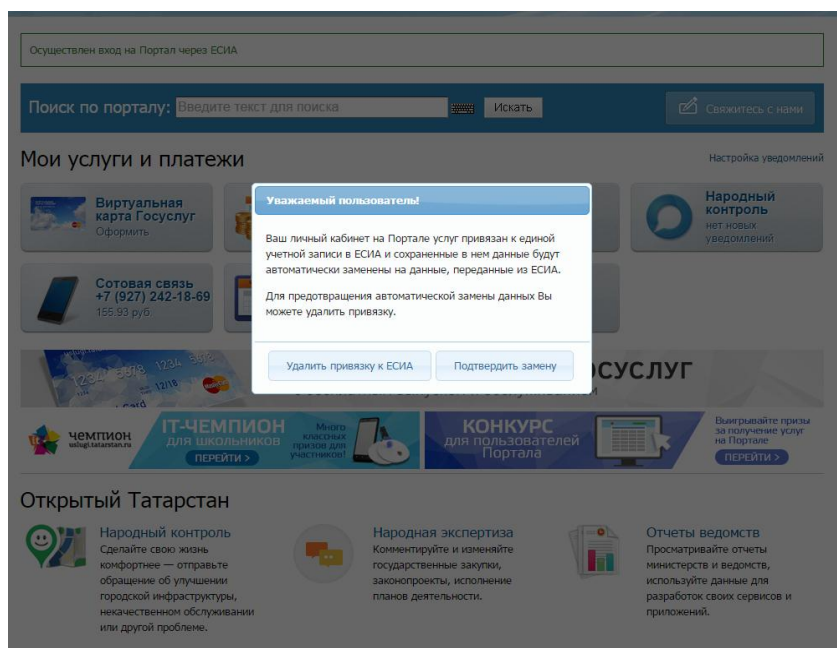 Осуществлен вход на Портал через ЕСИА
Поиск по порталу: Введите текст для поиска
Искать
Свяжитесь с нами
Мои услуги и платежи
Настройка уведомлений
Виртуальная
карта Госуслуг
Оформить
Народный
контроль
нет новых
уведомлений
Уважаемый пользователь!
Ваш личный кабинет на Портале услуг привязан к единой
учетной записи в ЕСИА и сохраненные в нем данные будут
автоматически заменены на данные, переданные из ЕСИА.
Для предотвращения автоматической замены данных Вы
можете удалить привязку.
Удалить привязку к ЕСИА
Подтвердить замену
Сотовая связь
+7 (927) 242-18-69
155.93 руб.
12/18
ОСУСЛУГ
чемпион
uslugi.tatarstan.ru
IT-ЧЕМПИОН
ДЛЯ ШКОЛЬНИКОВ
ПЕРЕЙТИ >
Много
классных
призов для
участников!
КОНКУРС
для пользователей
Портала
Выигрывайте призы
за получение услуг
на Портале
ПЕРЕЙТИ >
Открытый Татарстан
Народный контроль
Сделайте свою жизнь
комфортнее — отправьте
обращение об улучшении
городской инфраструктуры,
некачественном обслуживании
или другой проблеме.
Народная экспертиза
Комментируйте и изменяйте
государственные закупки,
законопроекты, исполнение
планов деятельности.
Отчеты ведомств
Просматривайте отчеты
министерств и ведомств,
используйте данные для
разработок своих сервисов и
приложений.